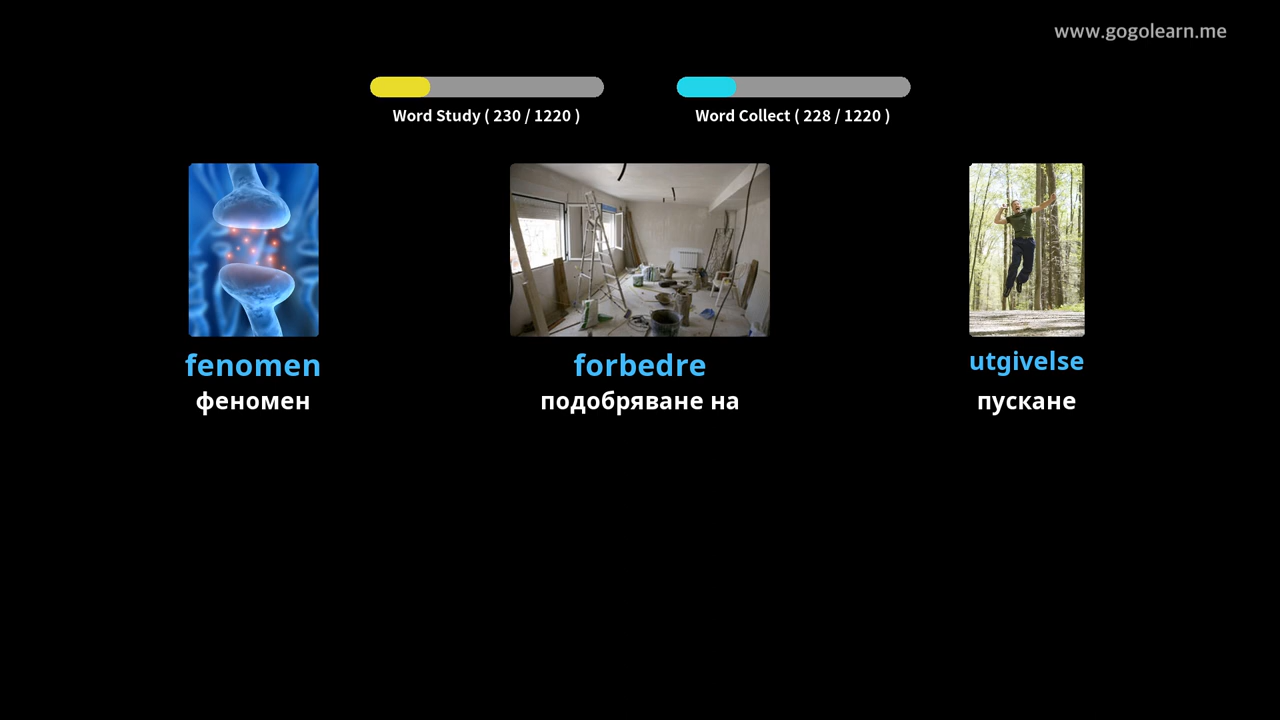 www.gogolearn.me
Word Study ( 230 / 1220 )
Word Collect ( 228 / 1220 )
fenomen
феномен
forbedre
подобряване на
utgivelse
пускане